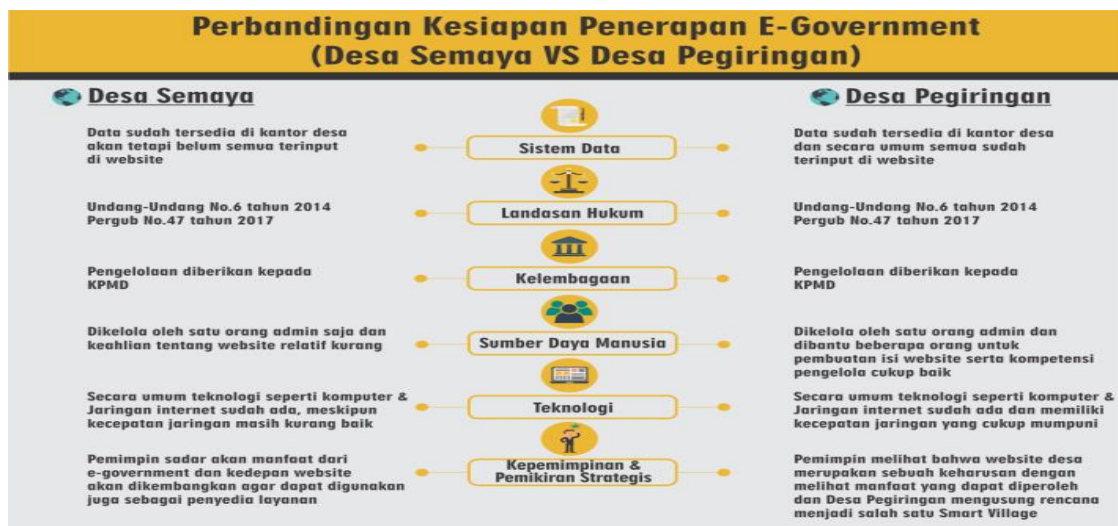 Perbandingan Kesiapan Penerapan E-Government
(Desa Semaya VS Desa Pegiringan)
Desa Semaya
Desa Pegiringan
Data sudah tersedia di kantor desa
akan tetapi belum semua terinput
di website
Sistem Data
Data sudah tersedia di kantor desa
dan secara umum semua sudah
terinput di website
Undang-Undang No.6 tahun 2014
Pergub No.47 tahun 2017
Landasan Hukum
Undang-Undang No.6 tahun 2014
Pergub No.47 tahun 2017
Pengelolaan diberikan kepada
KPMD
Kelembagaan
Pengelolaan diberikan kepada
KPMD
Dikelola oleh satu orang admin saja dan
keahlian tentang website relatif kurang
Sumber Daya Manusia
Dikelola oleh satu orang admin dan
dibantu beberapa orang untuk
pembuatan isi website serta kompetensi
pengelola cukup baik
Secara umum teknologi seperti komputer &
Jaringan internet sudah ada, meskipun
kecepatan jaringan masih kurang baik
Teknologi
Secara umum teknologi seperti komputer &
Jaringan internet sudah ada dan memiliki
kecepatan jaringan yang cukup mumpuni
Pemimpin sadar akan manfaat dari
e-government dan kedepan website
akan dikembangkan agar dapat digunakan
juga sebagai penyedia layanan
Kepemimpinan &
Pemikiran Strategis
Pemimpin melihat bahwa website desa
merupakan sebuah keharusan dengan
melihat manfaat yang dapat diperoleh
dan Desa Pegiringan mengusung rencana
menjadi salah satu Smart Village